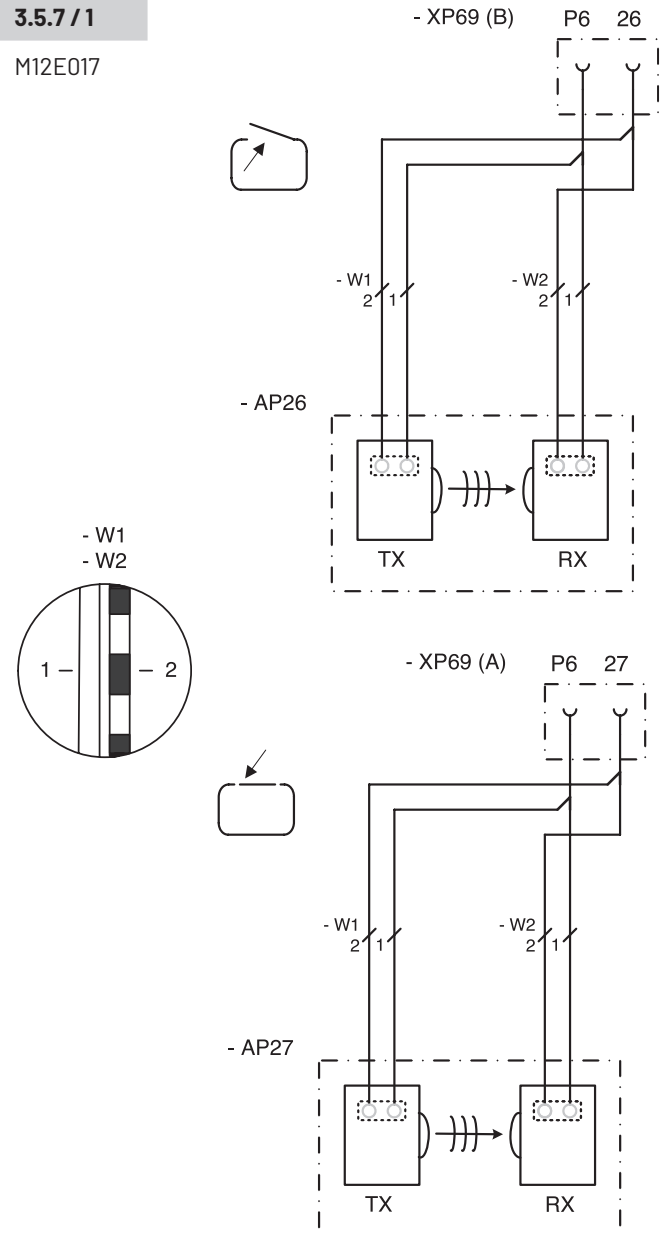 3.5.7 / 1
M12E017
- XP69 (B) P6 26
- W1
2 1
- W2
2 1
- AP26
TX RX
- W1
- W2
1 – – 2
- XP69 (A) P6 27
- W1
2 1
- W2
2 1
- AP27
TX RX